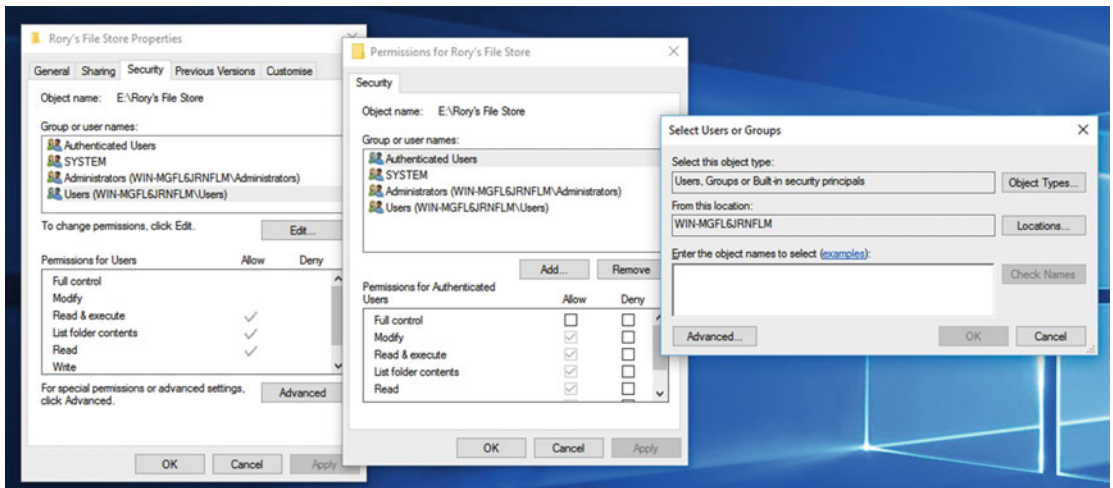 Rory's File Store Properties
General Sharing Security Previous Versions Customise
Object name: E:\Rory's File Store
Group or user names:
Authenticated Users
SYSTEM
Administrators (WIN-MGFL6JRNFLM\Administrators)
Users (WIN-MGFL6JRNFLM\Users)
To change permissions, click Edit.
Edit...
Permissions for Users Allow Deny
Full control
Modify
Read & execute
List folder contents
Read
Write
For special permissions or advanced settings,
click Advanced.
Advanced
OK Cancel Apply
Permissions for Rory's File Store
Security
Object name: E:\Rory's File Store
Group or user names:
Authenticated Users
SYSTEM
Administrators (WIN-MGFL6JRNFLM\Administrators)
Users (WIN-MGFL6JRNFLM\Users)
Add... Remove
Permissions for Authenticated
Users Allow Deny
Full control
Modify
Read & execute
List folder contents
Read
OK Cancel Apply
Select Users or Groups
Select this object type:
Users, Groups or Built-in security principals Object Types...
From this location:
WIN-MGFL6JRNFLM Locations...
Enter the object names to select (examples):
Check Names
Advanced... OK Cancel